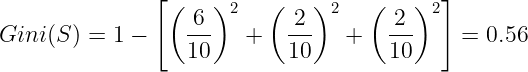 Gini(S) = 1 − [(6/10)² + (2/10)² + (2/10)²] = 0.56